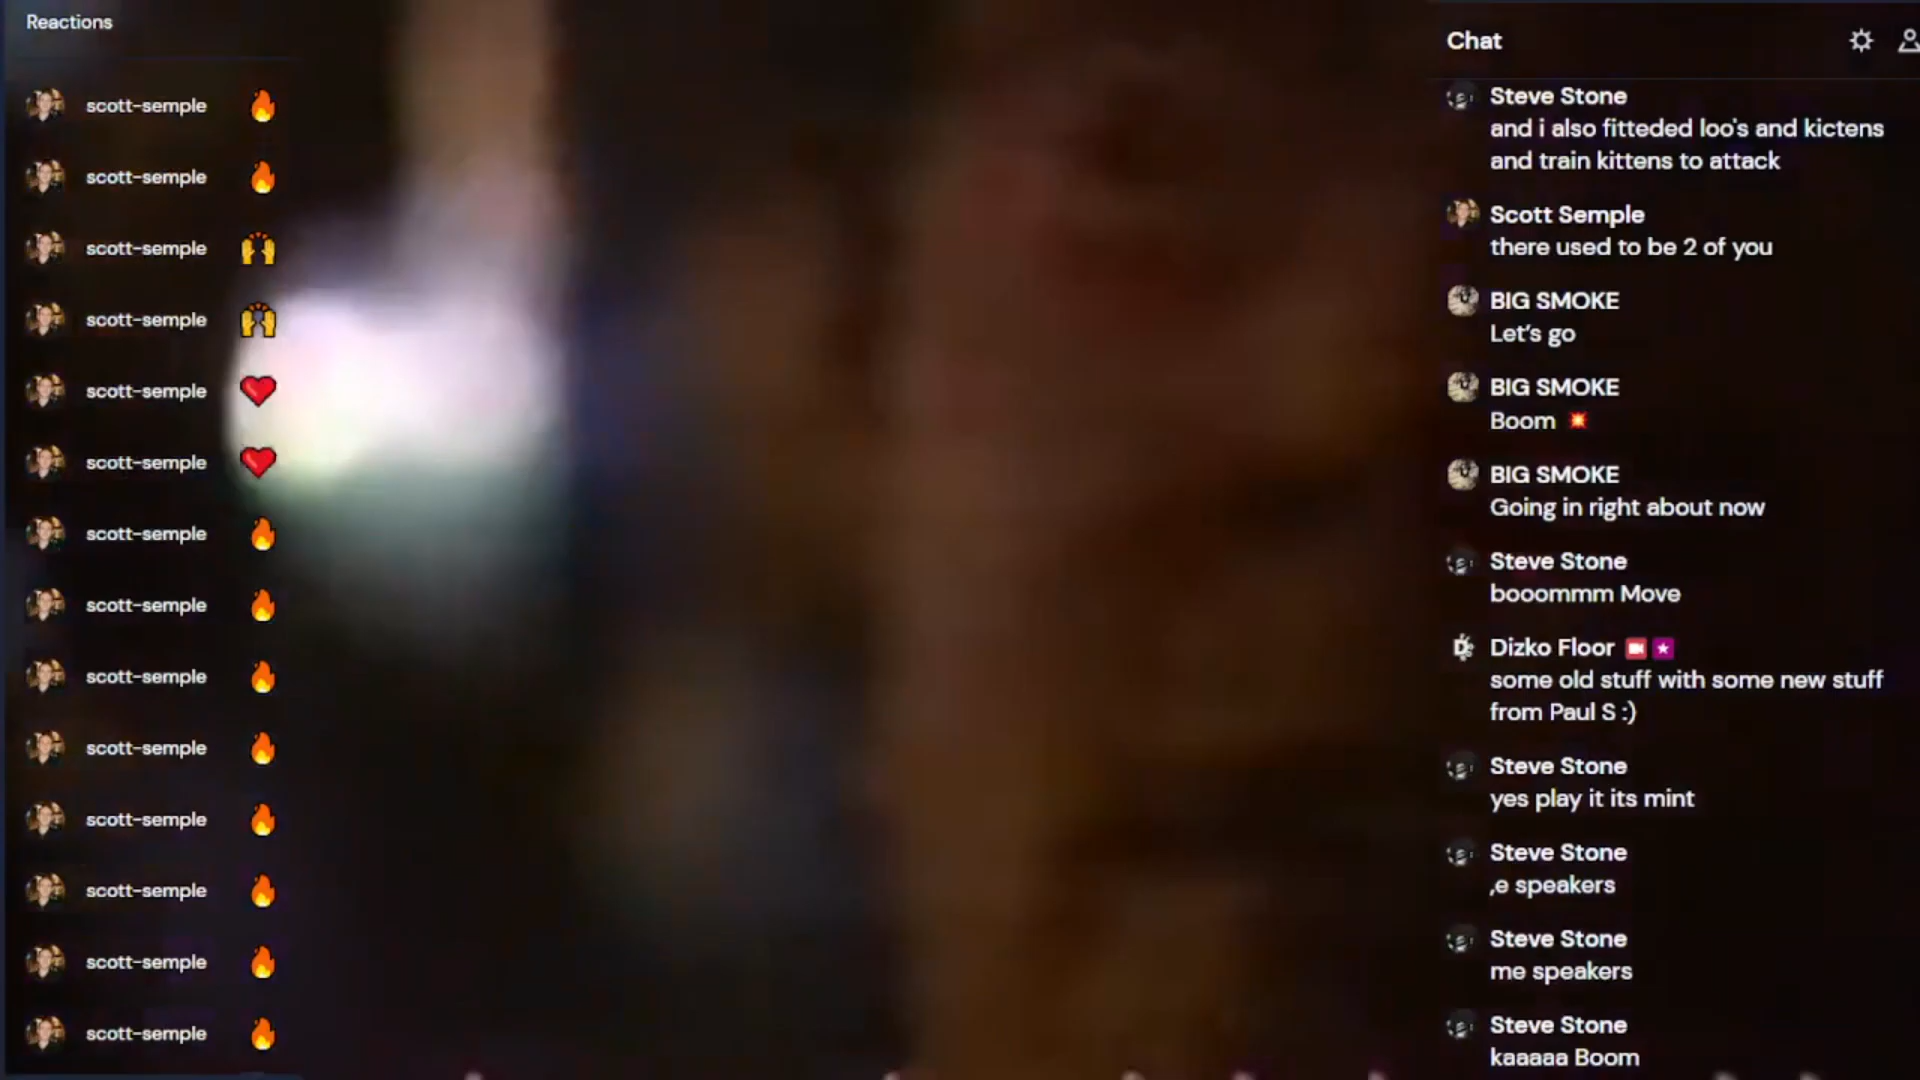 Reactions
scott-semple
scott-semple
scott-semple
scott-semple
scott-semple
scott-semple
scott-semple
scott-semple
scott-semple
scott-semple
scott-semple
scott-semple
scott-semple
scott-semple
Chat
Steve Stone
and i also fitteded loo's and kictens
and train kittens to attack
Scott Semple
there used to be 2 of you
BIG SMOKE
Let's go
BIG SMOKE
Boom 💥
BIG SMOKE
Going in right about now
Steve Stone
booommm Move
Dizko Floor
some old stuff with some new stuff
from Paul S :)
Steve Stone
yes play it its mint
Steve Stone
,e speakers
Steve Stone
me speakers
Steve Stone
kaaaaa Boom